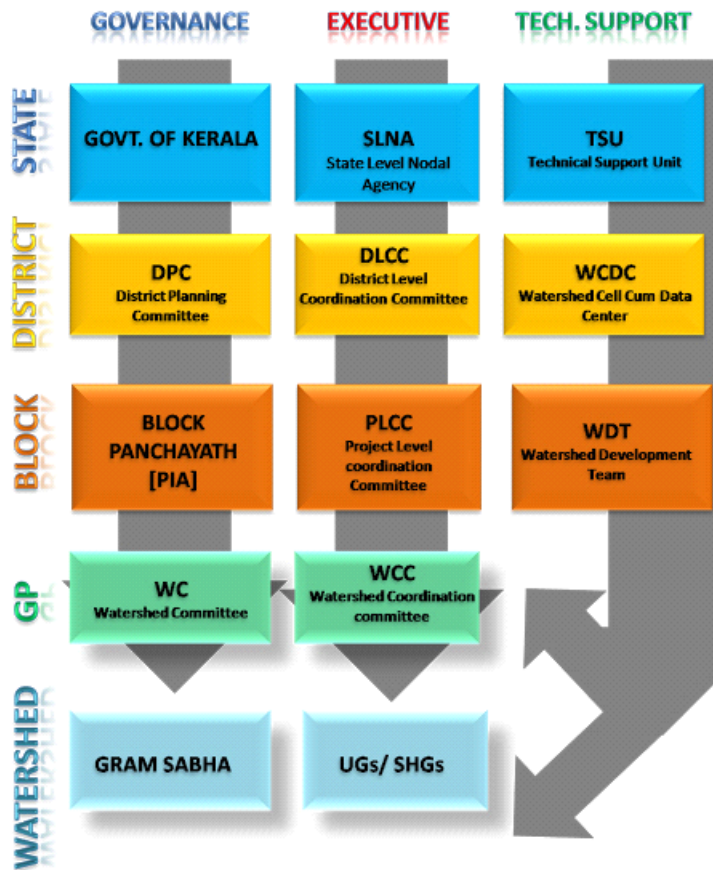 GOVERNANCE
EXECUTIVE
TECH. SUPPORT
STATE
GOVT. OF KERALA
SLNA
State Level Nodal
Agency
TSU
Technical Support Unit
DISTRICT
DPC
District Planning
Committee
DLCC
District Level
Coordination Committee
WCDC
Watershed Cell Cum Data
Center
BLOCK
BLOCK
PANCHAYATH
[PIA]
PLCC
Project Level
coordination
Committee
WDT
Watershed Development
Team
GP
WC
Watershed Committee
WCC
Watershed Coordination
committee
WATERSHED
GRAM SABHA
UGs/ SHGs